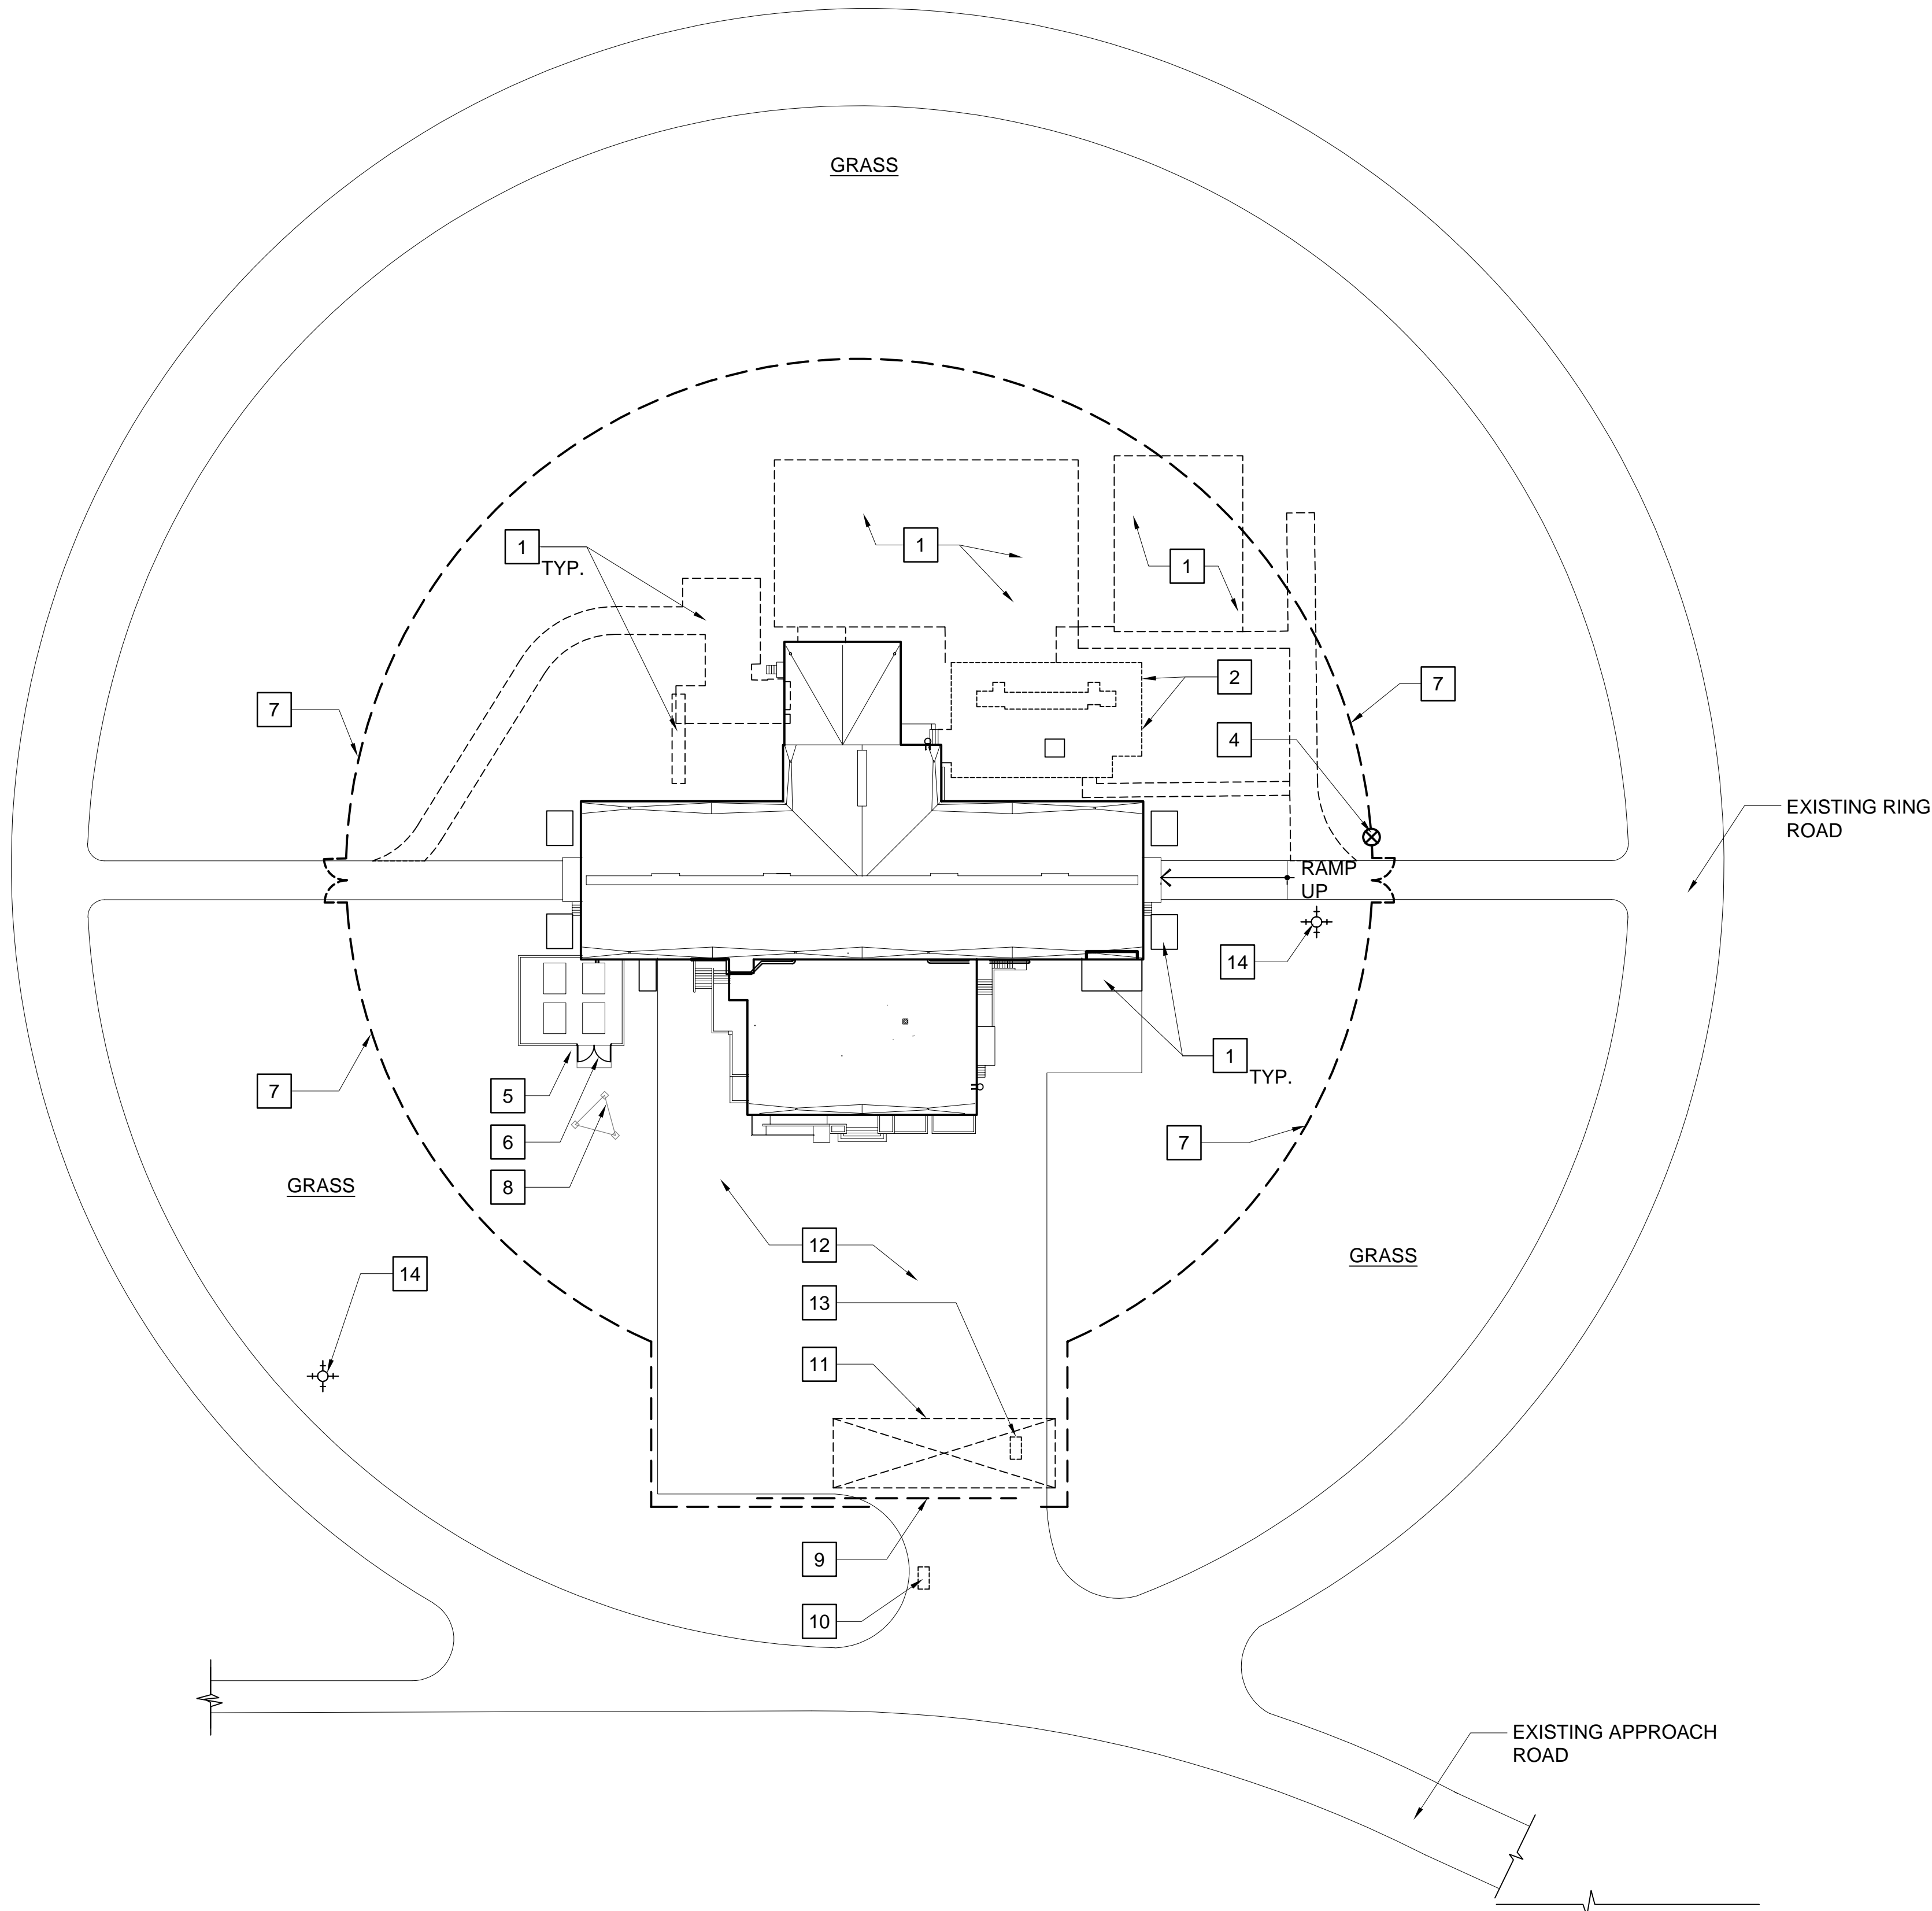 GRASS
1
TYP.
1
1
2
7
7
4
EXISTING RING
ROAD
RAMP
UP
14
1
TYP.
5
7
6
7
8
GRASS
12
GRASS
14
13
11
9
10
EXISTING APPROACH
ROAD